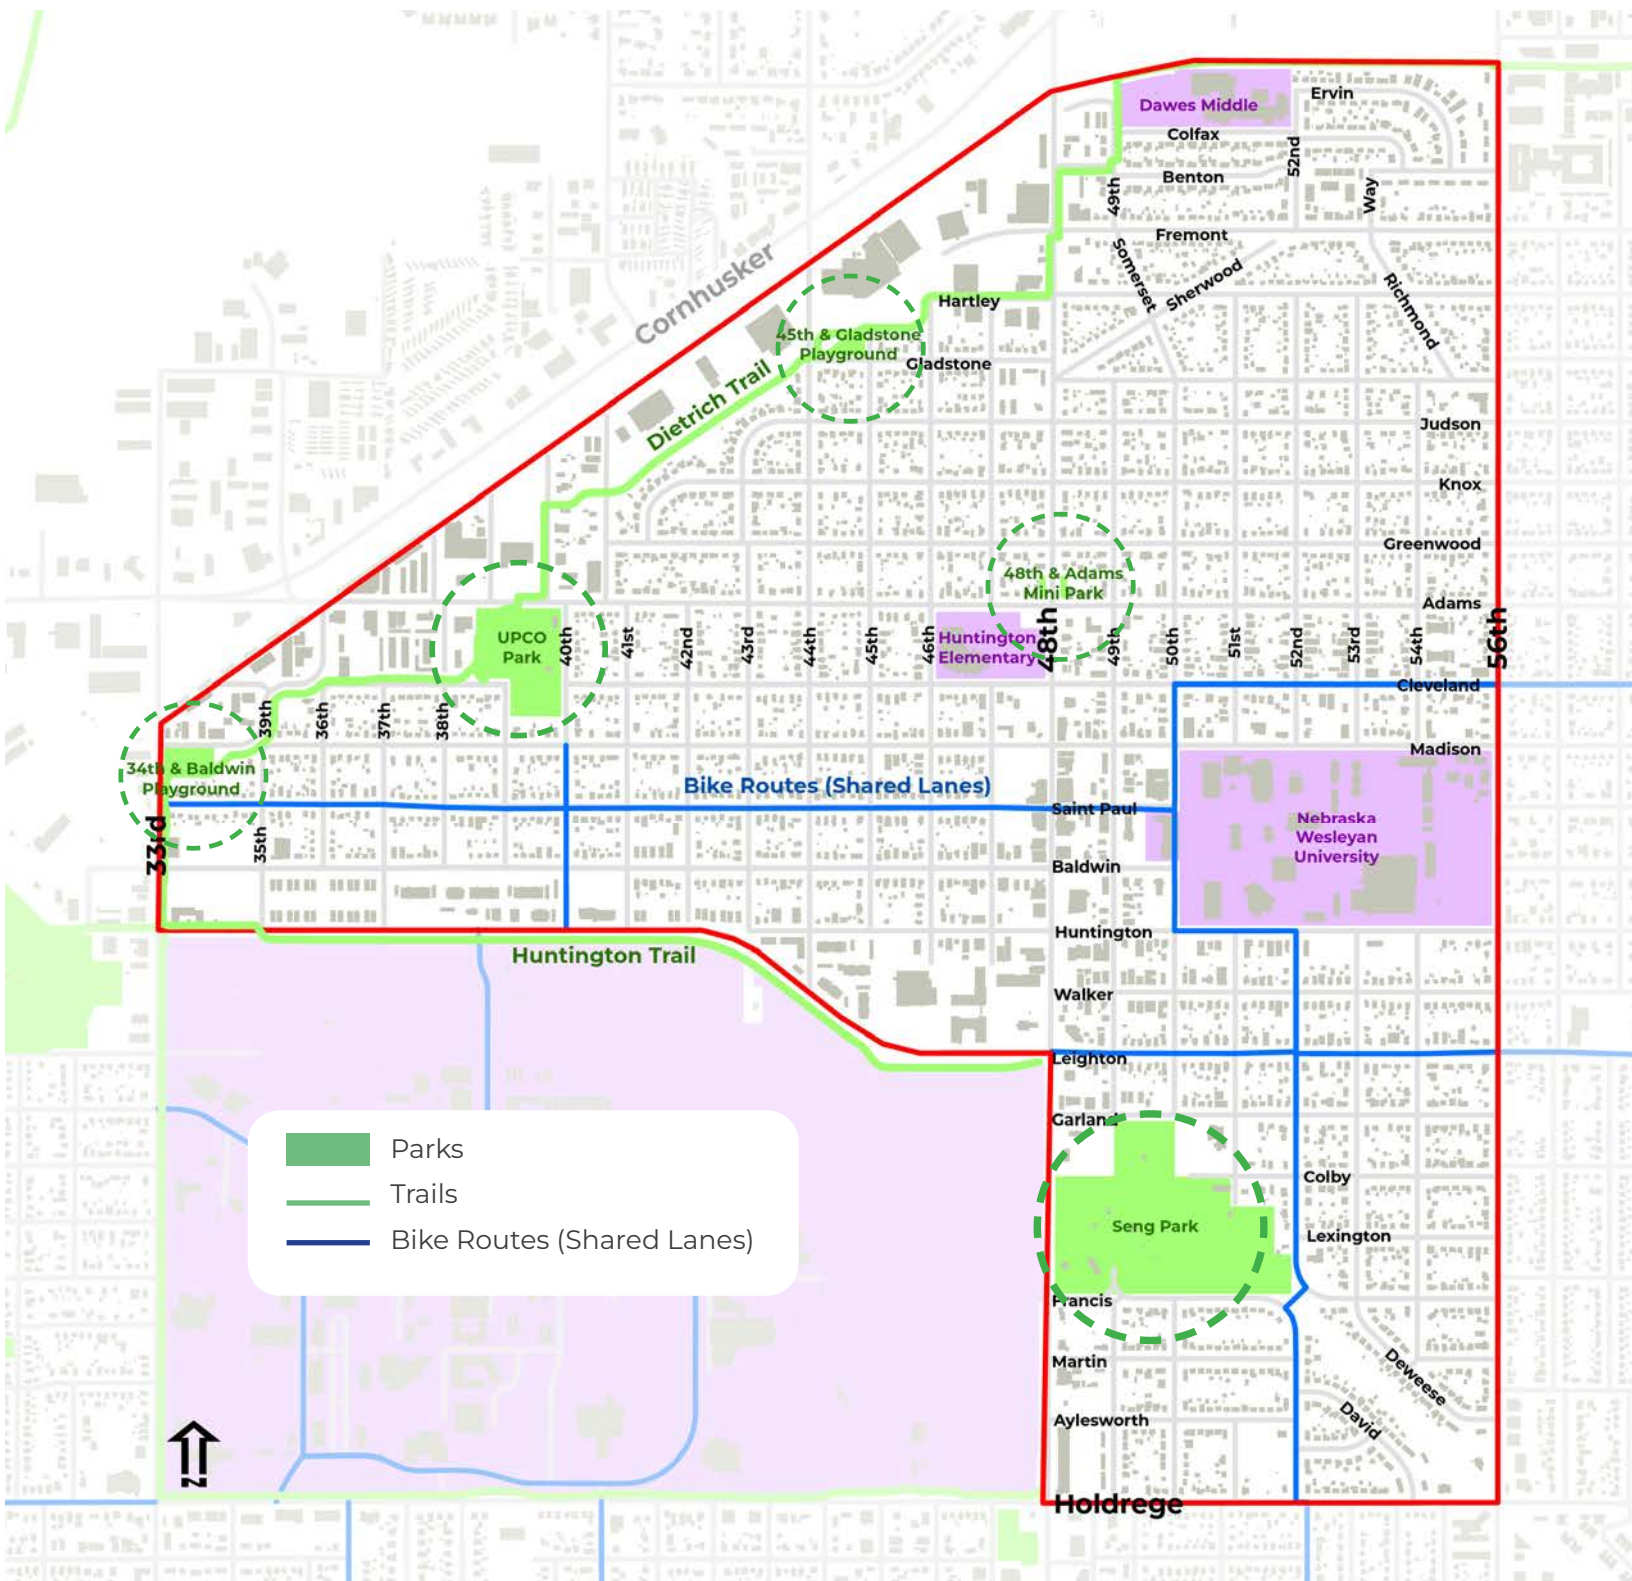 Dawes Middle
Ervin
Colfax
52nd
Benton
49th
Way
Fremont
Somerset
Sherwood
Richmond
Cornhusker
Hartley
45th & Gladstone
Playground
Gladstone
Dietrich Trail
Judson
Knox
Greenwood
48th & Adams
Mini Park
Adams
UPCO
Park
40th
41st
42nd
43rd
44th
45th
46th
Huntington
Elementary
48th
49th
50th
51st
52nd
53rd
54th
56th
Cleveland
39th
36th
37th
38th
Madison
34th & Baldwin
Playground
Bike Routes (Shared Lanes)
Saint Paul
Nebraska
Wesleyan
University
33rd
35th
Baldwin
Huntington
Huntington Trail
Walker
Leighton
Garland
Parks
Trails
Bike Routes (Shared Lanes)
Colby
Seng Park
Lexington
Francis
Martin
Deweese
David
Aylesworth
N
Holdrege